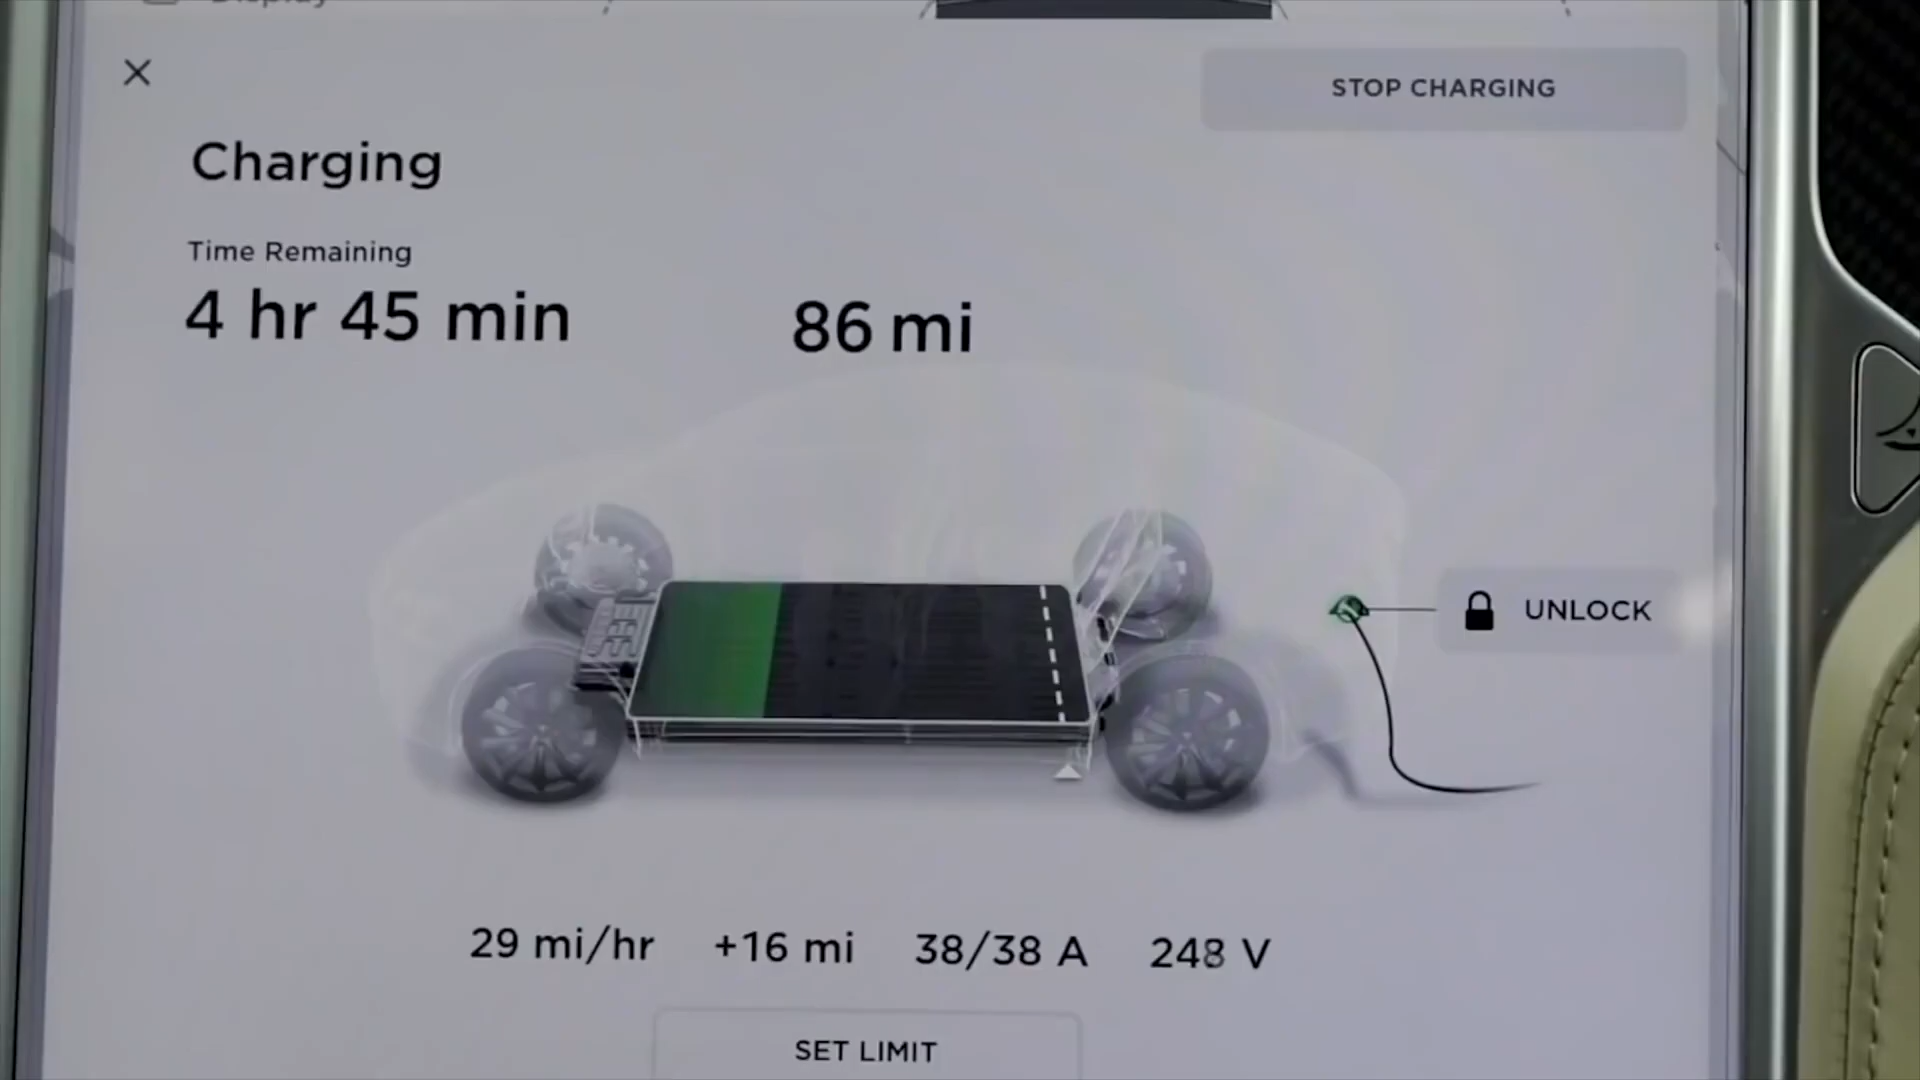 STOP CHARGING
Charging
Time Remaining
4 hr 45 min
86 mi
UNLOCK
29 mi/hr +16 mi 38/38 A 248 V
SET LIMIT